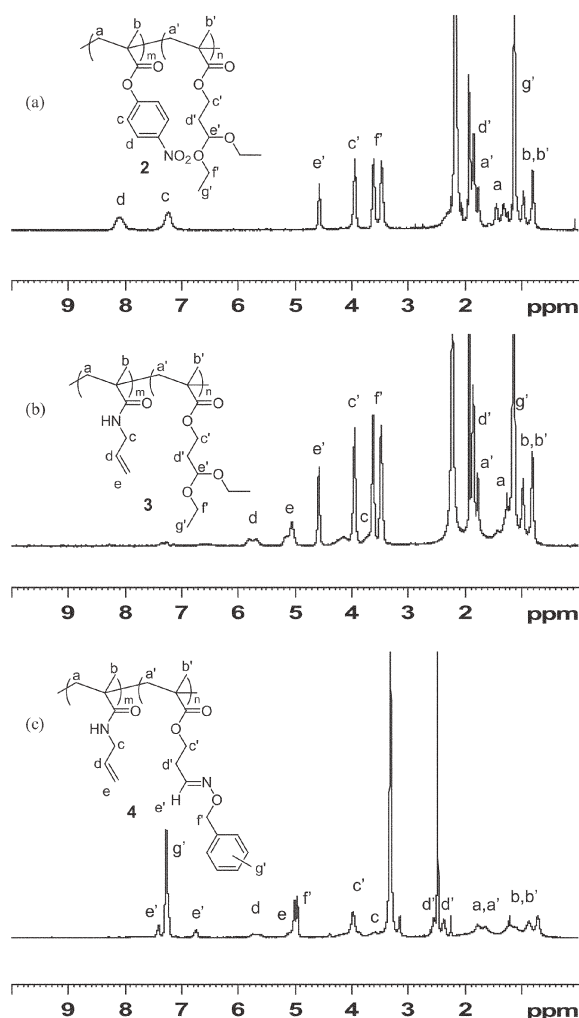 a b a' b'
m n
O O
O O
(a) c c' g'
d d' e' O
NO2 O f'
2 g'
e' c' f' d' a' a b,b'
d c
9 8 7 6 5 4 3 2 1 ppm
a b a' b'
m n
(b) HN O O O
c c' g'
d d' e' O
e O f'
3 g'
e' c' f' d' a' a b,b'
d e c
9 8 7 6 5 4 3 2 1 ppm
a b a' b'
m n
(c) HN O O O
c c'
d d'
e N
4 H O
e' f'
g'
g' f' c' d' d' a,a' b,b'
e' e' d e c
9 8 7 6 5 4 3 2 1 ppm